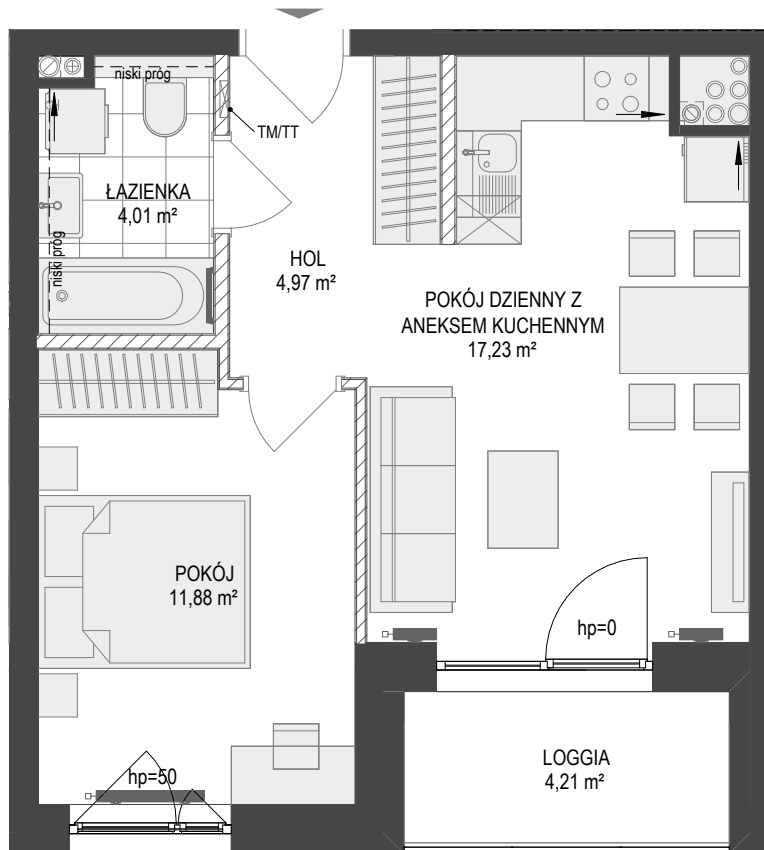 niski próg
TM/TT
ŁAZIENKA
4,01 m²
niski próg
HOL
4,97 m²
POKÓJ DZIENNY Z
ANEKSEM KUCHENNYM
17,23 m²
POKÓJ
11,88 m²
hp=0
hp=50
LOGGIA
4,21 m²